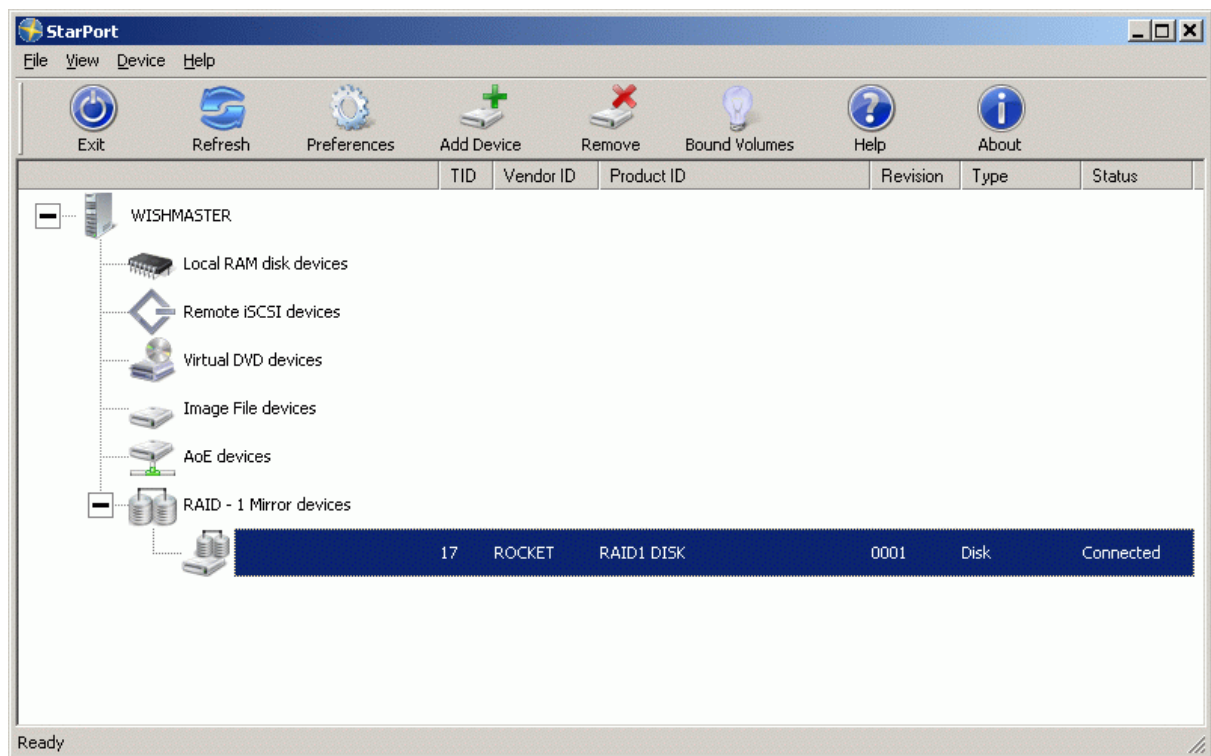 StarPort
File View Device Help
Exit Refresh Preferences Add Device Remove Bound Volumes Help About
TID Vendor ID Product ID Revision Type Status
WISHMASTER
Local RAM disk devices
Remote iSCSI devices
Virtual DVD devices
Image File devices
AoE devices
RAID - 1 Mirror devices
17 ROCKET RAID1 DISK 0001 Disk Connected
Ready